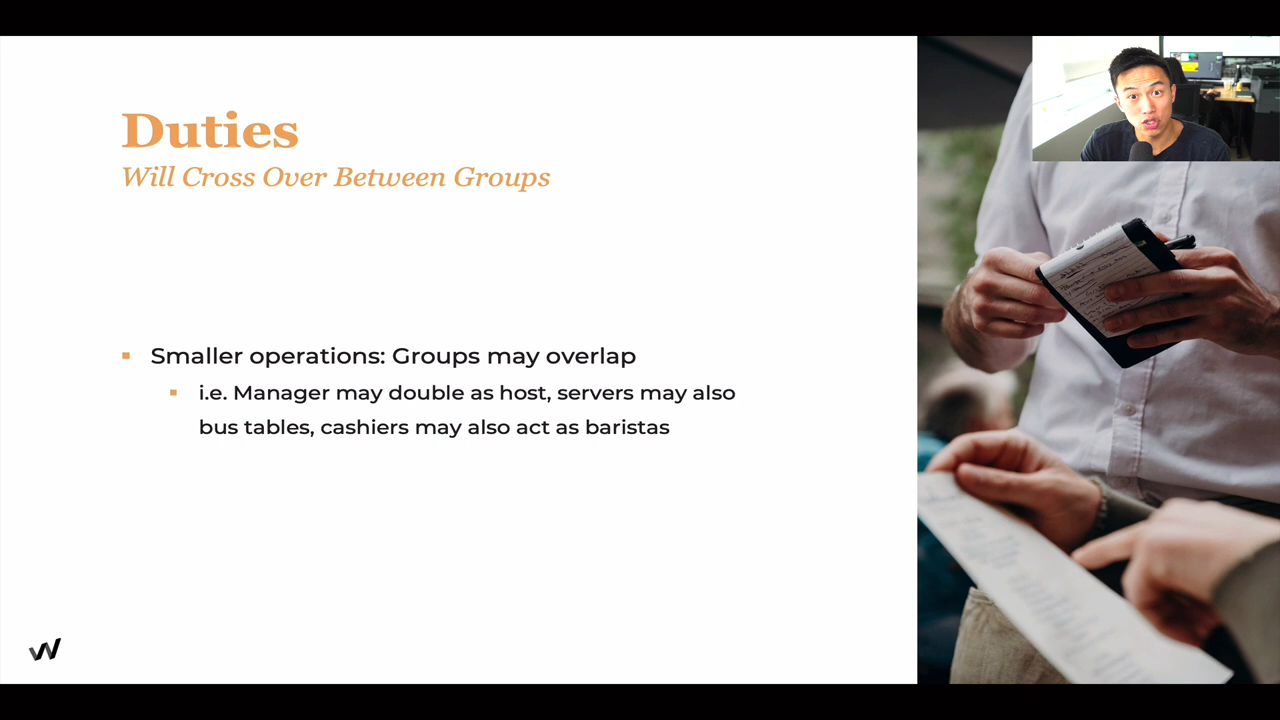 Duties
Will Cross Over Between Groups
Smaller operations: Groups may overlap
i.e. Manager may double as host, servers may also
bus tables, cashiers may also act as baristas